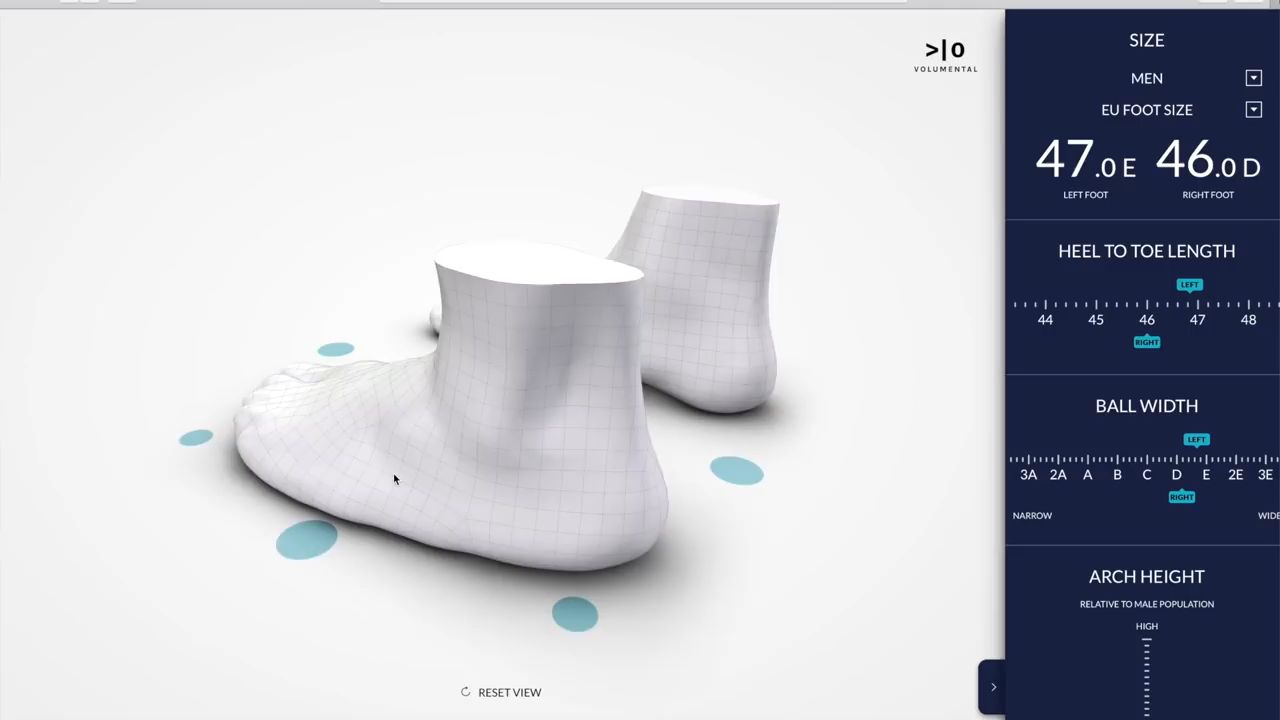 >|0
VOLUMENTAL
RESET VIEW
SIZE
MEN
EU FOOT SIZE
47.0 E 46.0 D
LEFT FOOT RIGHT FOOT
HEEL TO TOE LENGTH
LEFT
44 45 46 47 48
RIGHT
BALL WIDTH
LEFT
3A 2A A B C D E 2E 3E
RIGHT
NARROW WIDE
ARCH HEIGHT
RELATIVE TO MALE POPULATION
HIGH